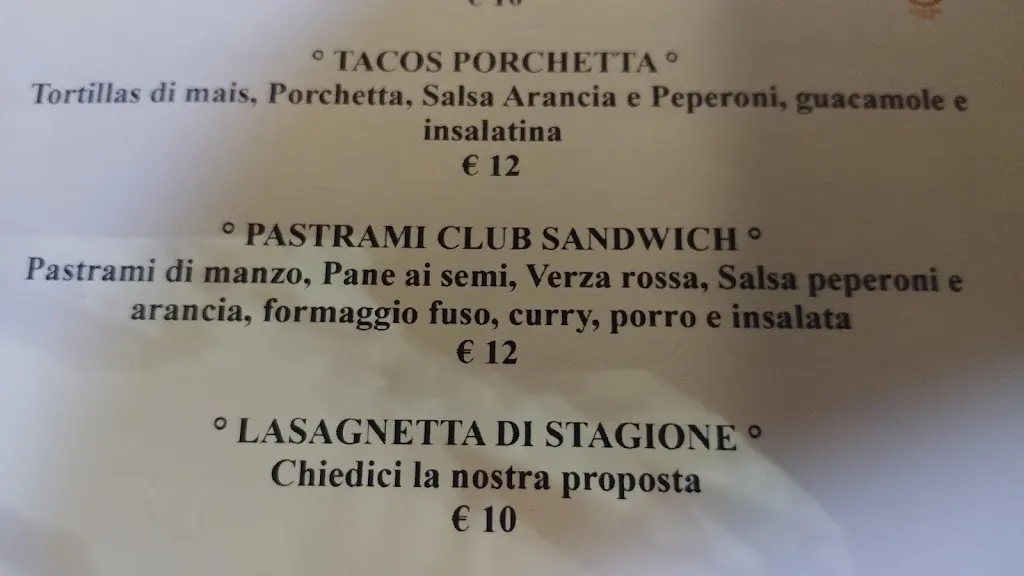 € 10
° TACOS PORCHETTA °
Tortillas di mais, Porchetta, Salsa Arancia e Peperoni, guacamole e
insalatina
€ 12
° PASTRAMI CLUB SANDWICH °
Pastrami di manzo, Pane ai semi, Verza rossa, Salsa peperoni e
arancia, formaggio fuso, curry, porro e insalata
€ 12
° LASAGNETTA DI STAGIONE °
Chiedici la nostra proposta
€ 10